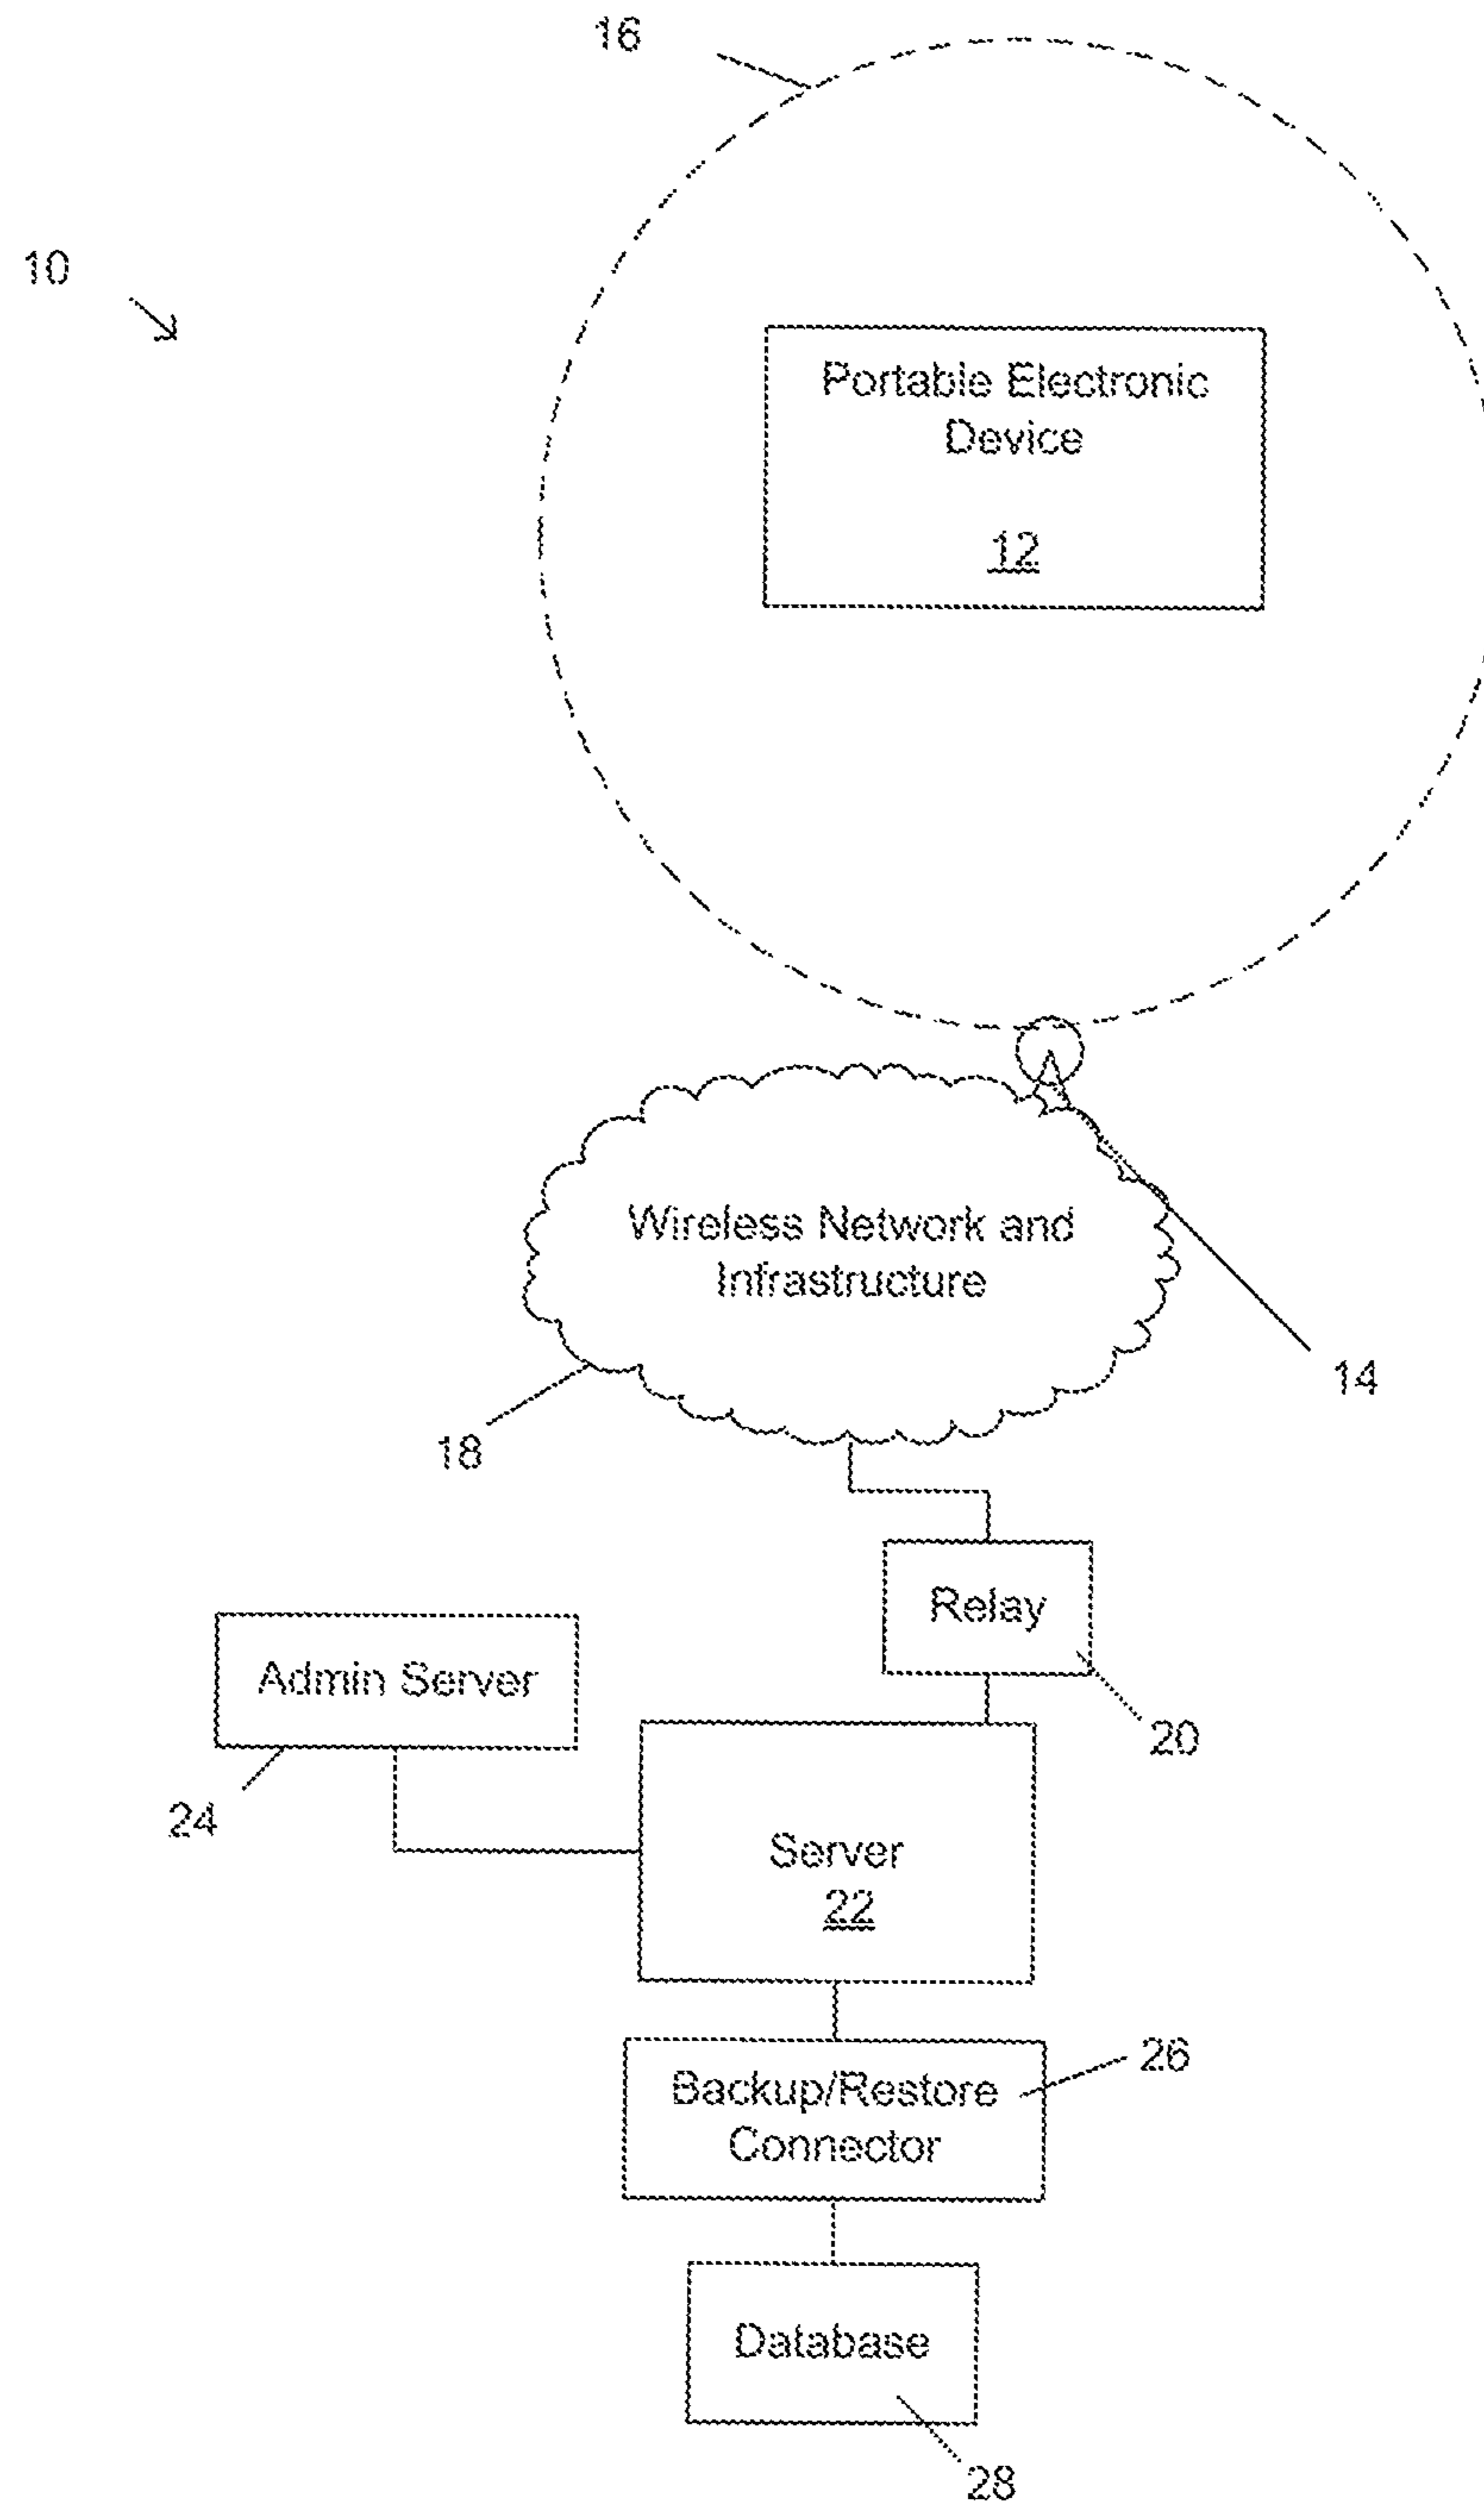 16
10
Portable Electronic
Device
12
Wireless Network and
Infrastructure
14
18
Relay
Admin Server
20
24
Server
22
26
Backup/Restore
Connector
Database
28